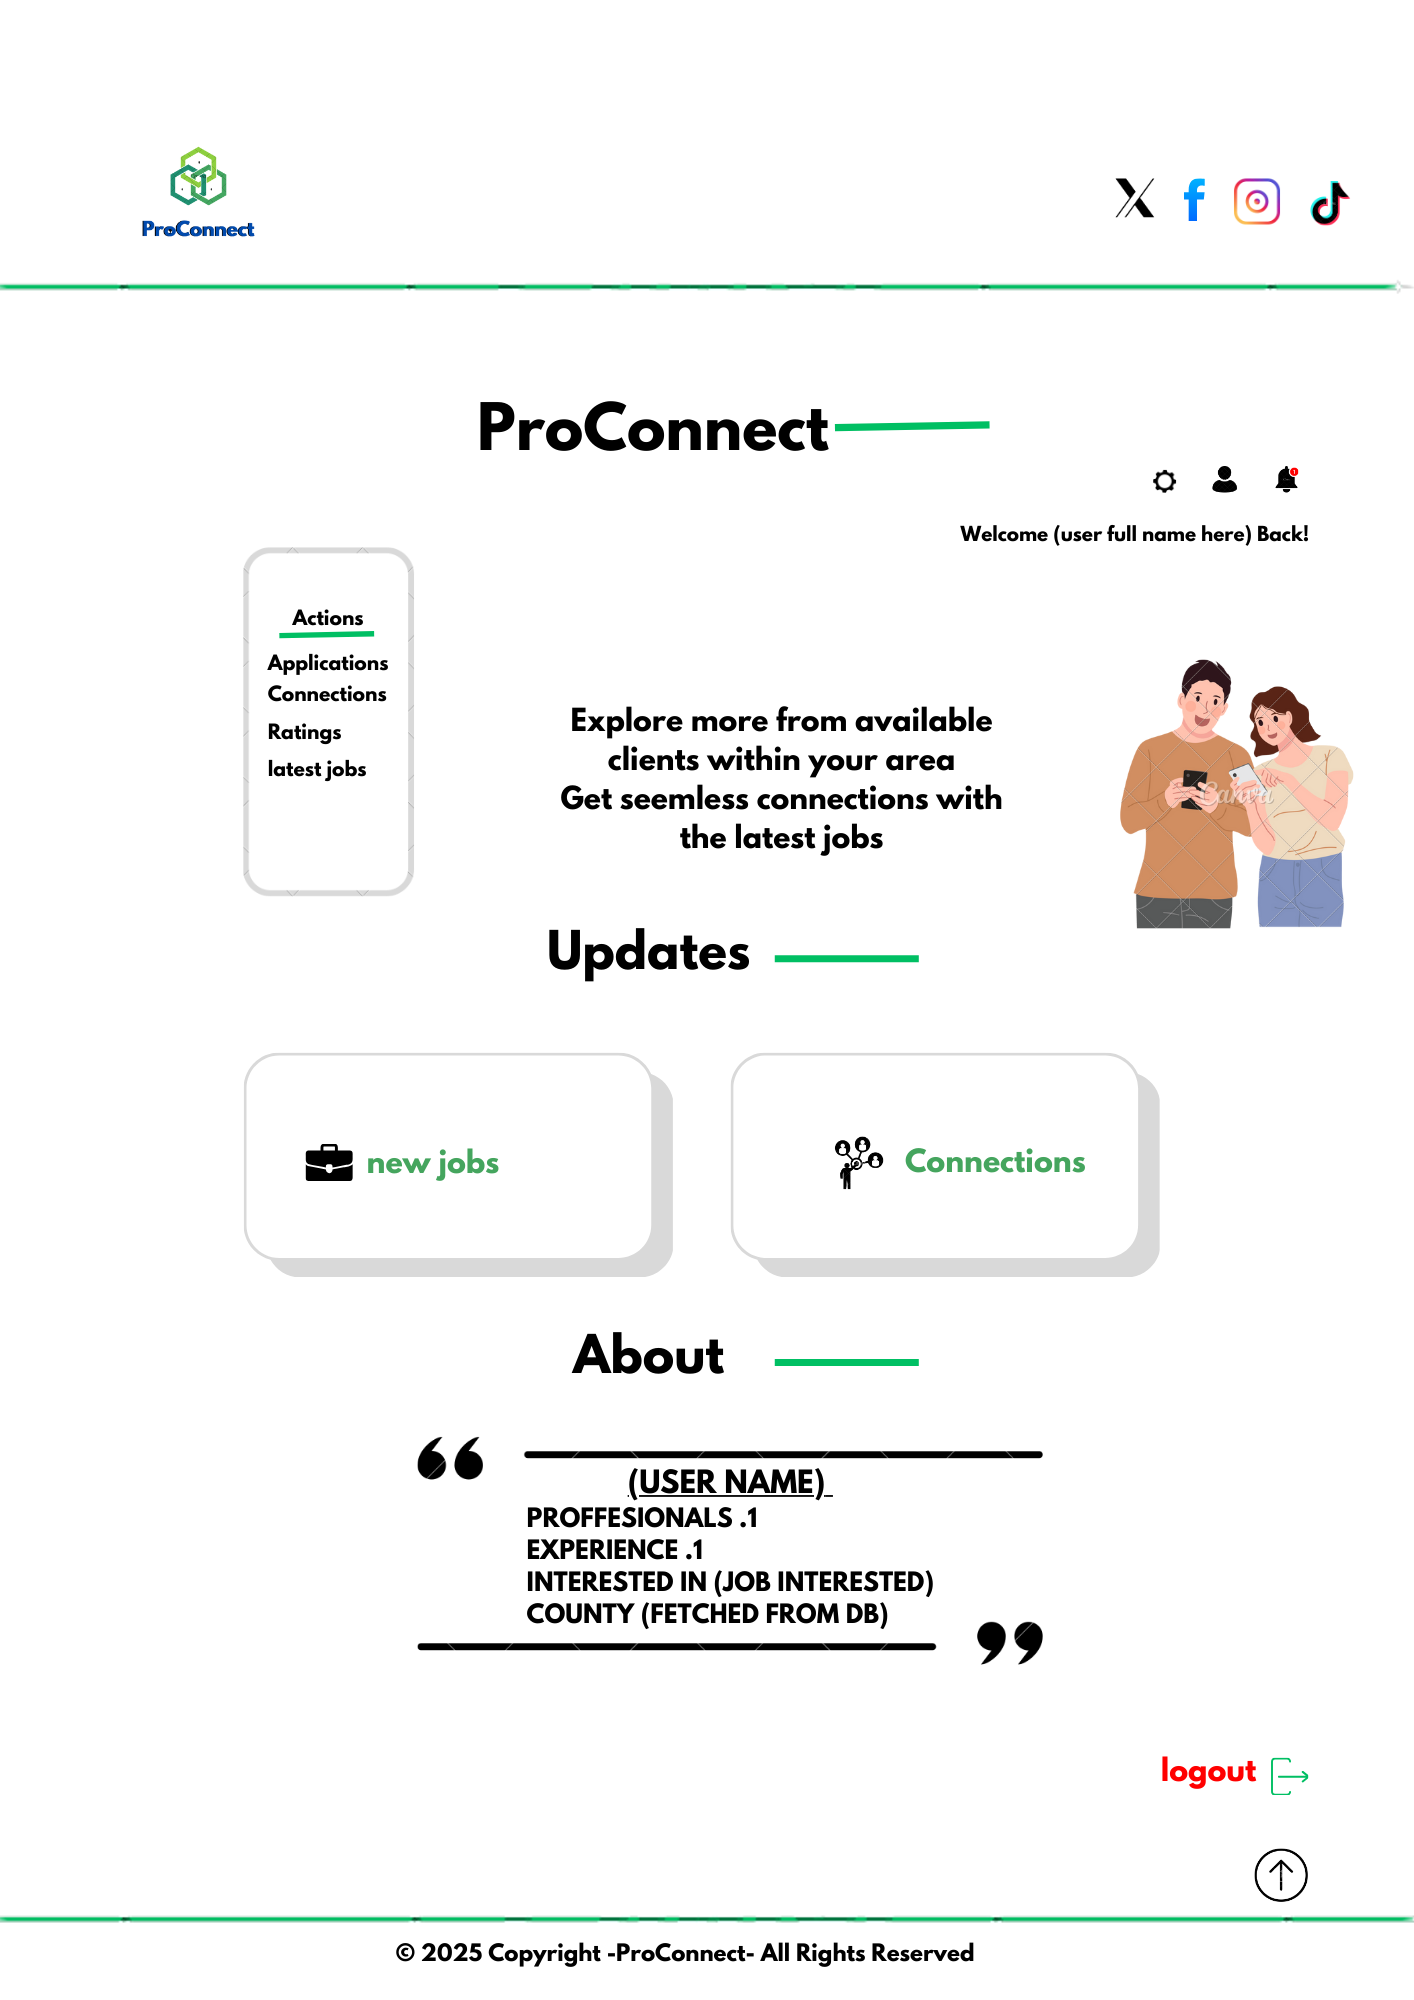 ProConnect
ProConnect
Welcome (user full name here) Back!
Actions
Applications
Connections
Ratings
latest jobs
Explore more from available
clients within your area
Get seemless connections with
the latest jobs
Canva
Updates
new jobs
Connections
About
(USER NAME)
PROFFESIONALS .1
EXPERIENCE .1
INTERESTED IN (JOB INTERESTED)
COUNTY (FETCHED FROM DB)
logout
© 2025 Copyright -ProConnect- All Rights Reserved